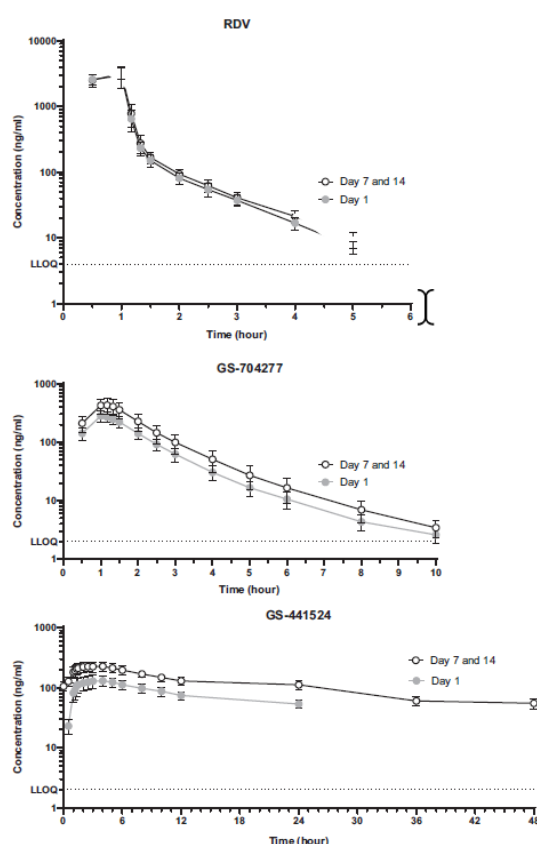 RDV
10000
1000
100
10
LLOQ
1
Concentration (ng/ml)
Day 7 and 14
Day 1
0 1 2 3 4 5 6
Time (hour)
GS-704277
1000
100
10
LLOQ
1
Concentration (ng/ml)
Day 7 and 14
Day 1
0 1 2 3 4 5 6 7 8 9 10
Time (hour)
GS-441524
1000
100
10
LLOQ
1
Concentration (ng/ml)
Day 7 and 14
Day 1
0 6 12 18 24 30 36 42 48
Time (hour)